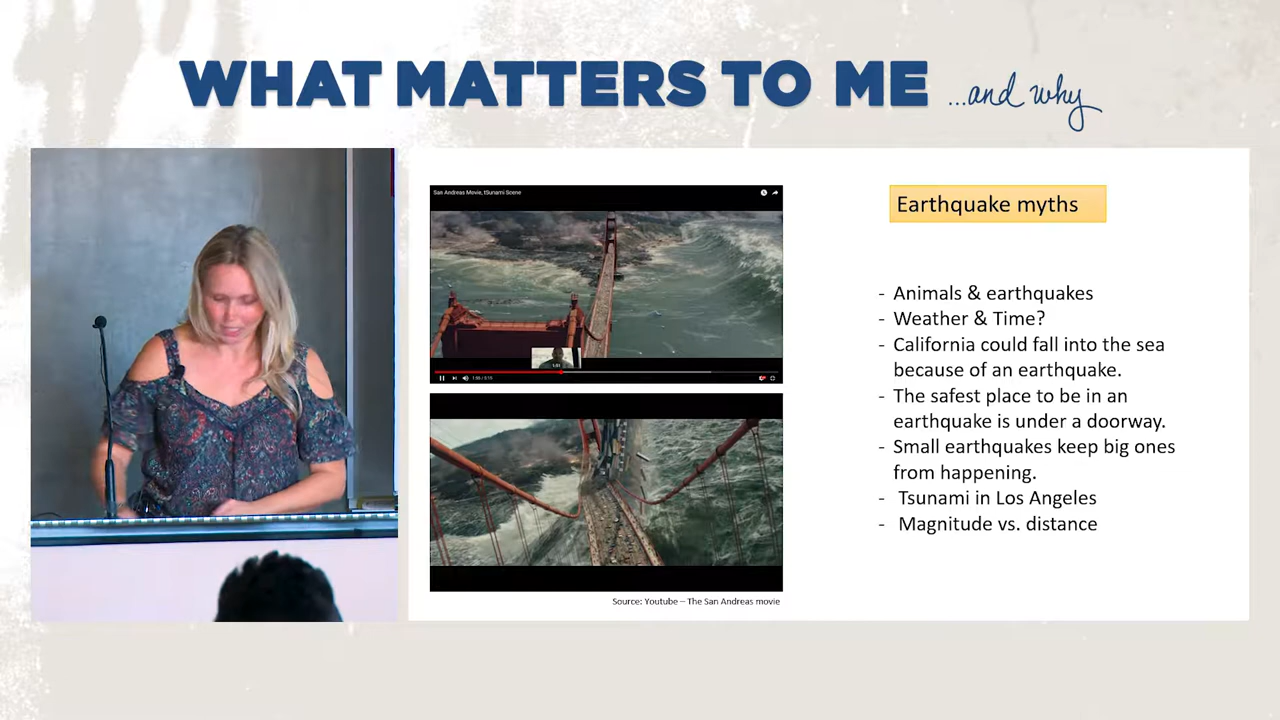 WHAT MATTERS TO ME ...and why
San Andreas Movie, tSunami Scene
Earthquake myths
- Animals & earthquakes
- Weather & Time?
- California could fall into the sea
because of an earthquake.
- The safest place to be in an
earthquake is under a doorway.
- Small earthquakes keep big ones
from happening.
- Tsunami in Los Angeles
- Magnitude vs. distance
Source: Youtube – The San Andreas movie